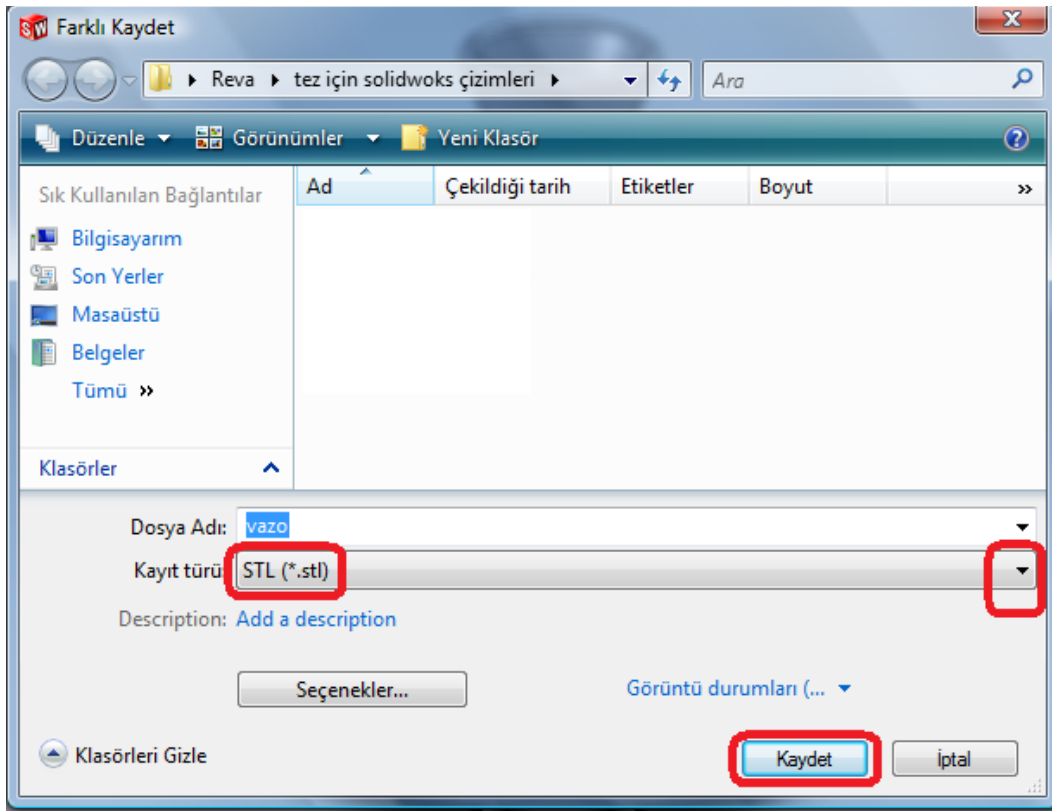 SW Farklı Kaydet
Reva tez için solidwoks çizimleri Ara
Düzenle Görünümler Yeni Klasör
Sık Kullanılan Bağlantılar
Ad Çekildiği tarih Etiketler Boyut »
Bilgisayarım
Son Yerler
Masaüstü
Belgeler
Tümü »
Klasörler
Dosya Adı: vazo
Kayıt türü: STL (*.stl)
Description: Add a description
Seçenekler... Görüntü durumları (...
Klasörleri Gizle Kaydet İptal